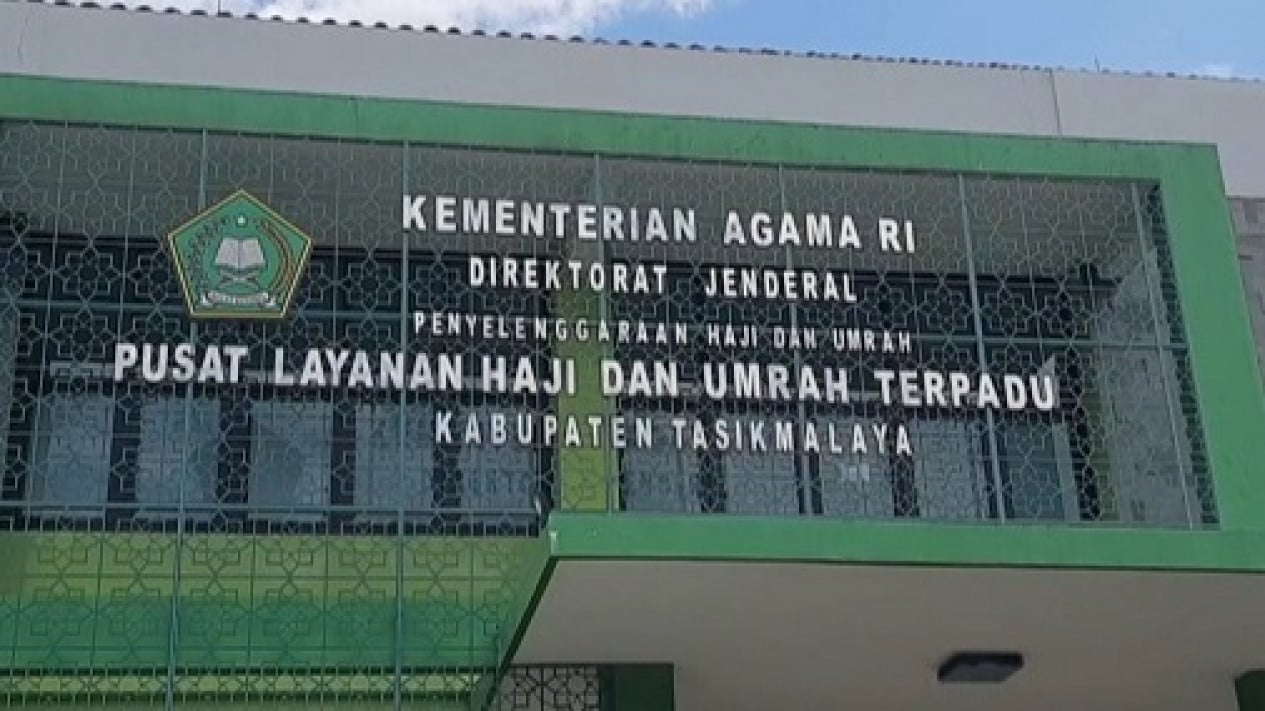 KEMENTERIAN AGAMA RI
DIREKTORAT JENDERAL
PENYELENGGARAAN HAJI DAN UMRAH
PUSAT LAYANAN HAJI DAN UMRAH TERPADU
KABUPATEN TASIKMALAYA